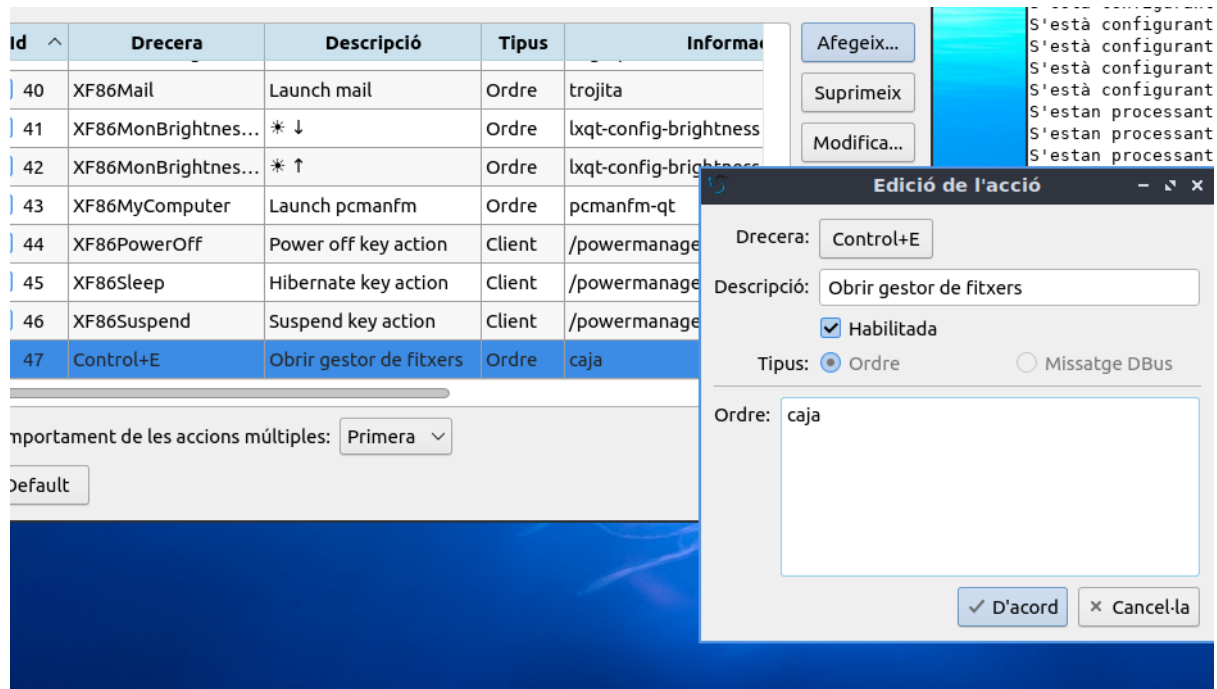 Id Drecera Descripció Tipus Informa
40 XF86Mail Launch mail Ordre trojita
41 XF86MonBrightnes... ☀ ↓ Ordre lxqt-config-brightness
42 XF86MonBrightnes... ☀ ↑ Ordre lxqt-config-brightness
43 XF86MyComputer Launch pcmanfm Ordre pcmanfm-qt
44 XF86PowerOff Power off key action Client /powermanage
45 XF86Sleep Hibernate key action Client /powermanage
46 XF86Suspend Suspend key action Client /powermanage
47 Control+E Obrir gestor de fitxers Ordre caja
mportament de les accions múltiples: Primera
Default
Afegeix...
Suprimeix
Modifica...
S'està configurant
S'està configurant
S'està configurant
S'està configurant
S'estan processant
S'estan processant
S'estan processant
Edició de l'acció
Drecera: Control+E
Descripció: Obrir gestor de fitxers
Habilitada
Tipus: Ordre Missatge DBus
Ordre: caja
D'acord Cancel·la